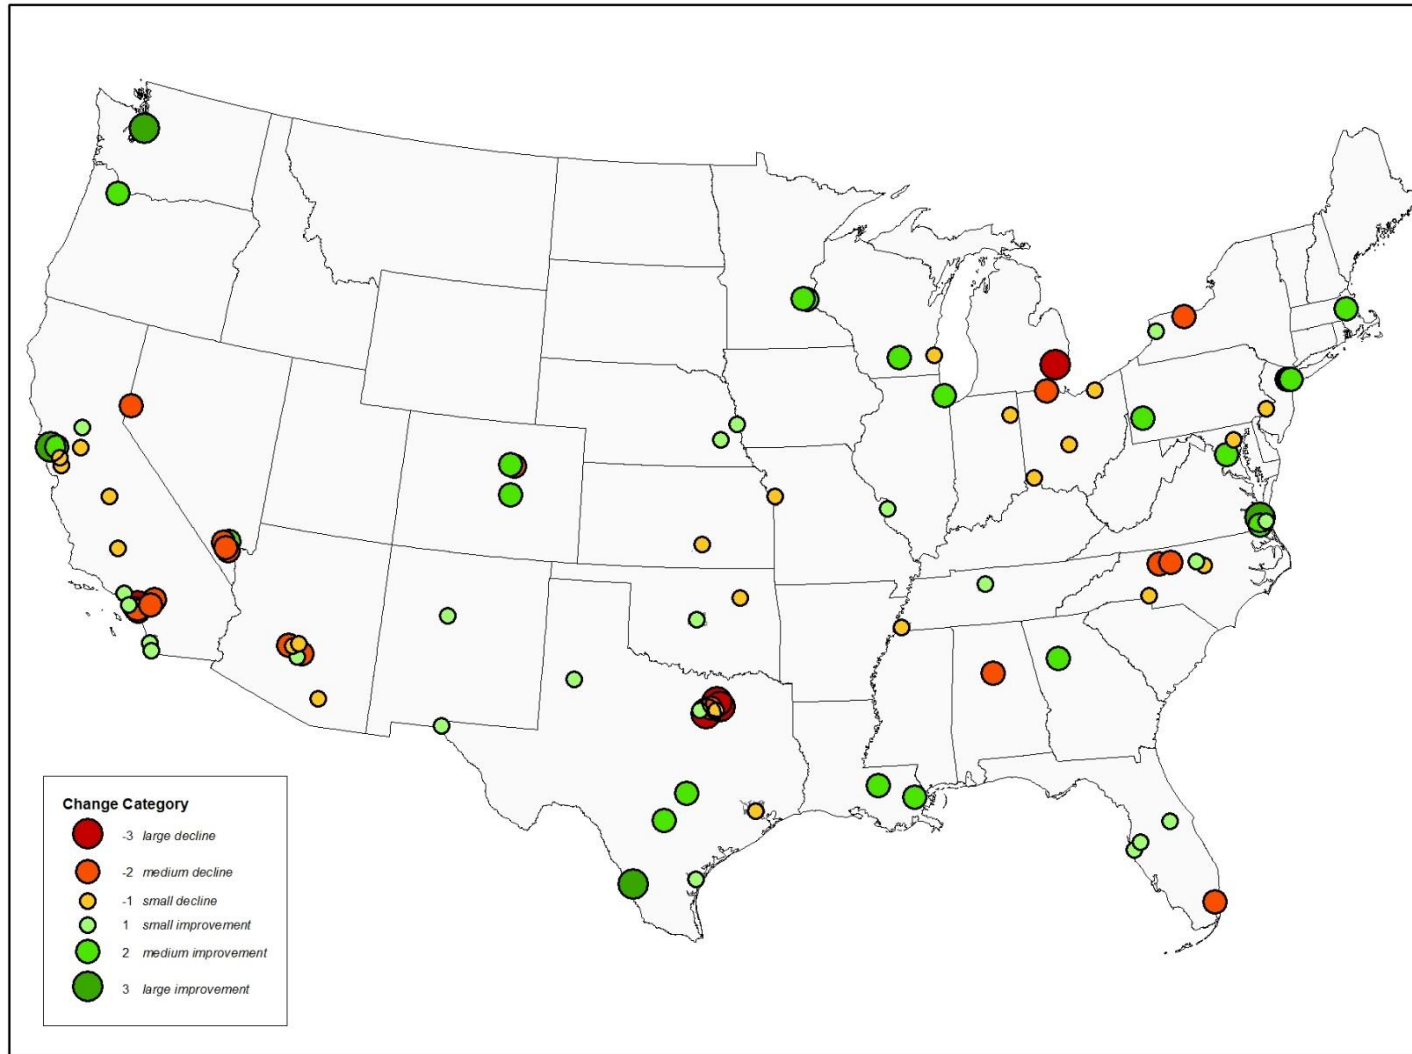 Change Category
-3 large decline
-2 medium decline
-1 small decline
1 small improvement
2 medium improvement
3 large improvement